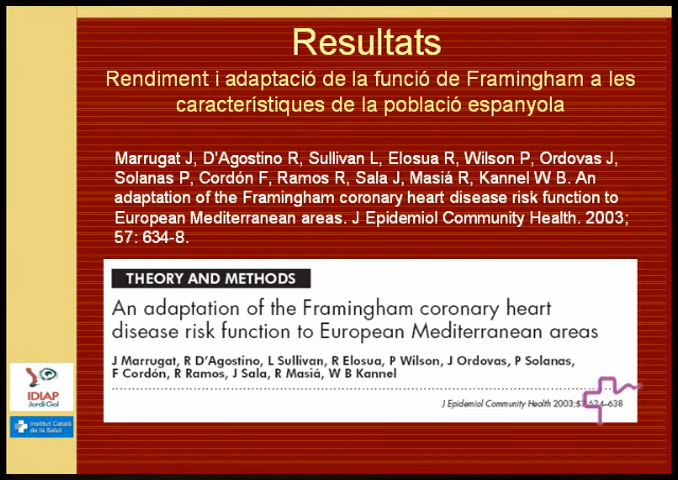 Resultats
Rendiment i adaptació de la funció de Framingham a les
característiques de la població espanyola
Marrugat J, D'Agostino R, Sullivan L, Elosua R, Wilson P, Ordovas J,
Solanas P, Cordón F, Ramos R, Sala J, Masiá R, Kannel W B. An
adaptation of the Framingham coronary heart disease risk function to
European Mediterranean areas. J Epidemiol Community Health. 2003;
57: 634-8.
THEORY AND METHODS
An adaptation of the Framingham coronary heart
disease risk function to European Mediterranean areas
J Marrugat, R D'Agostino, L Sullivan, R Elosua, P Wilson, J Ordovas, P Solanas,
F Cordón, R Ramos, J Sala, R Masiá, W B Kannel
J Epidemiol Community Health 2003;57:634–638
IDIAP
Jordi Gol
Institut Català
de la Salut